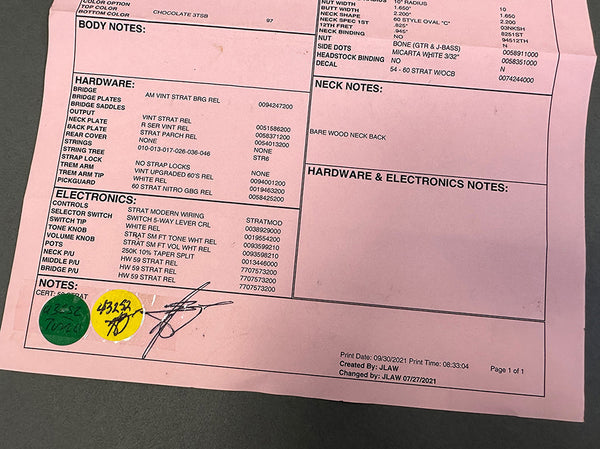 COLOR OPTION
TOP COLOR
BOTTOM COLOR CHOCOLATE 3TSB 97
BODY NOTES:
HARDWARE:
BRIDGE AM VINT STRAT BRG REL 0094247200
BRIDGE PLATES
BRIDGE SADDLES
OUTPUT VINT STRAT REL 0051586200
NECK PLATE R SER VINT REL 0058371200
BACK PLATE STRAT PARCH REL 0054013200
REAR COVER NONE NONE
STRINGS 010-013-017-026-036-046 STR6
STRING TREE
STRAP LOCK NO STRAP LOCKS NONE
TREM ARM VINT UPGRADED 60'S REL 0094001200
TREM ARM TIP WHITE REL 0019463200
PICKGUARD 60 STRAT NITRO GBG REL 0058425200
ELECTRONICS:
CONTROLS STRAT MODERN WIRING STRATMOD
SELECTOR SWITCH SWITCH 5-WAY LEVER CRL 0038929000
SWITCH TIP WHITE REL 0019554200
TONE KNOB STRAT SM FT TONE WHT REL 0093599210
VOLUME KNOB STRAT SM FT VOL WHT REL 0093598210
POTS 250K 10% TAPER SPLIT 0013446000
NECK P/U HW 59 STRAT REL 7707573200
MIDDLE P/U HW 59 STRAT REL 7707573200
BRIDGE P/U HW 59 STRAT REL 7707573200
NOTES:
CERT: STRAT
43252
43252
10" RADIUS
NUT WIDTH 1.650" 10
BUTT WIDTH 2.200" 1.650
NECK SHAPE 60 STYLE OVAL "C" 2.200
NECK SPEC 1ST .825" 03NKSH
12TH FRET .945" 8251ST
NECK BINDING NO 94512TH
NUT BONE (GTR & J-BASS) N
SIDE DOTS MICARTA WHITE 3/32" 0058911000
HEADSTOCK BINDING NO 0058351000
DECAL 54 - 60 STRAT W/OCB N
0074244000
NECK NOTES:
BARE WOOD NECK BACK
HARDWARE & ELECTRONICS NOTES:
Print Date: 09/30/2021 Print Time: 08:33:04
Created By: JLAW
Changed by: JLAW 07/27/2021
Page 1 of 1